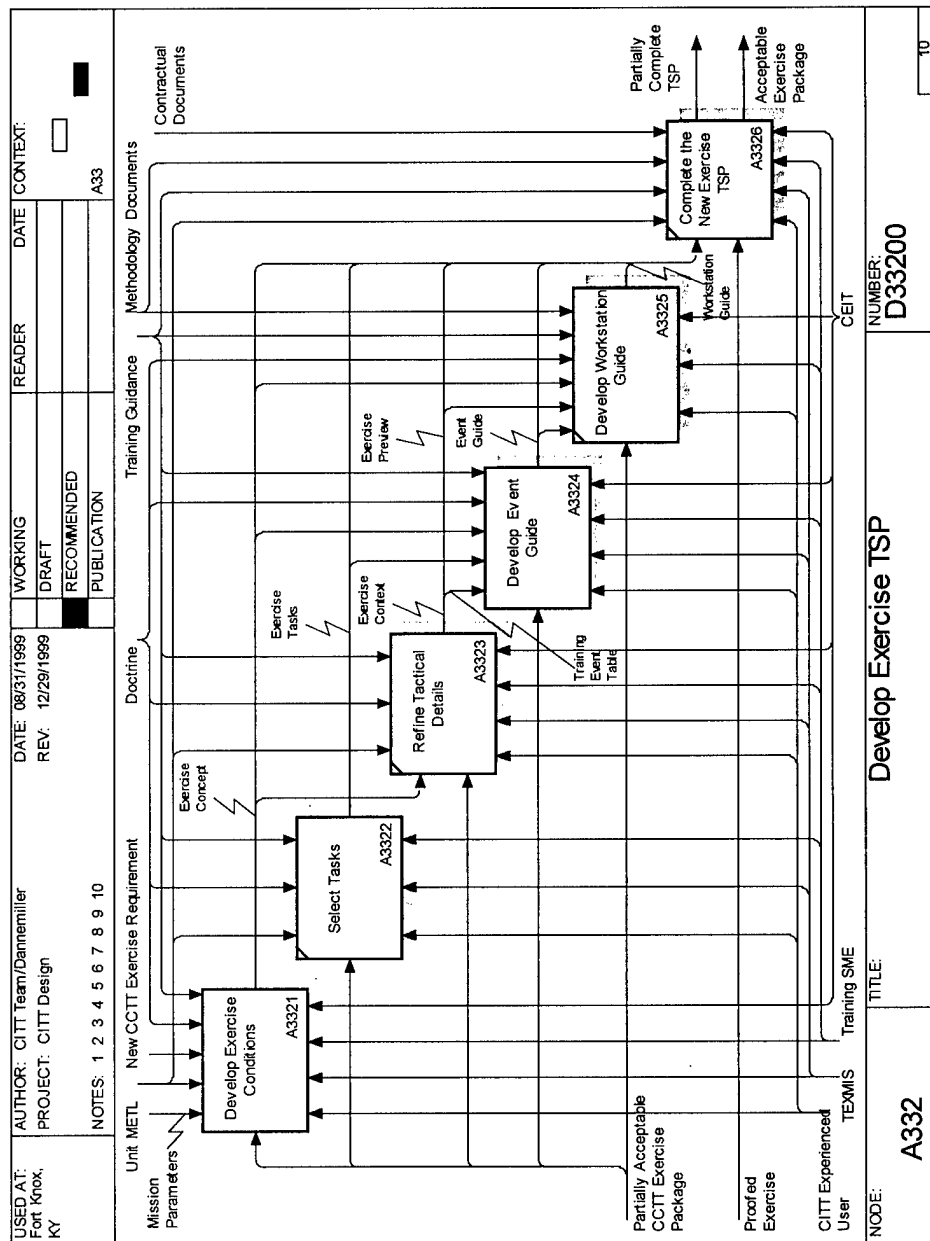 USED AT:
Fort Knox,
KY
AUTHOR: CITT Team/Dannemiller
PROJECT: CITT Design
NOTES: 1 2 3 4 5 6 7 8 9 10
DATE: 08/31/1999
REV: 12/29/1999
WORKING
DRAFT
RECOMMENDED
PUBLICATION
READER
DATE
CONTEXT:
A33
Unit METL
New CCTT Exercise Requirement
Doctrine
Training Guidance
Methodology Documents
Contractual
Documents
Mission
Parameters
Develop Exercise
Conditions
A3321
Exercise
Concept
Select Tasks
A3322
Exercise
Tasks
Refine Tactical
Details
A3323
Exercise
Context
Training
Event
Table
Exercise
Preview
Develop Event
Guide
A3324
Event
Guide
Develop Workstation
Guide
A3325
Workstation
Guide
Complete the
New Exercise
TSP
A3326
Partially
Complete
TSP
Acceptable
Exercise
Package
Partially Acceptable
CCTT Exercise
Package
Proofed
Exercise
CITT Experienced
User
TEXMIS
Training SME
CEIT
NODE:
A332
TITLE:
Develop Exercise TSP
NUMBER:
D33200
10